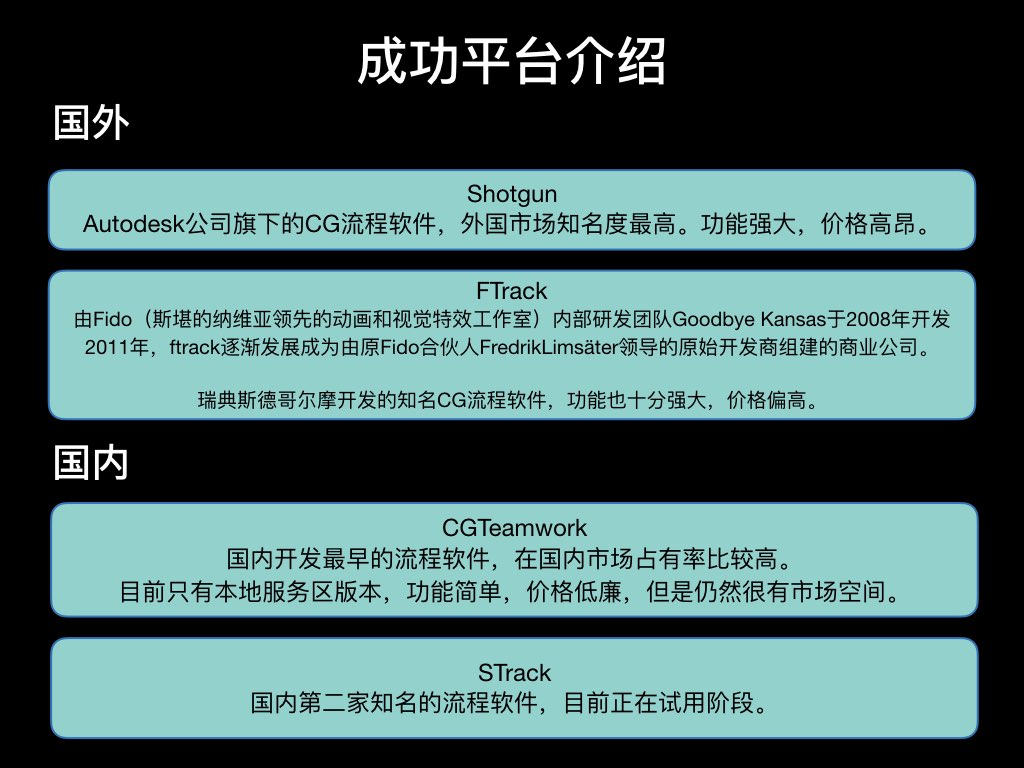 成功平台介绍
国外
Shotgun
Autodesk公司旗下的CG流程软件，外国市场知名度最高。功能强大，价格高昂。
FTrack
由Fido（斯堪的纳维亚领先的动画和视觉特效工作室）内部研发团队Goodbye Kansas于2008年开发
2011年，ftrack逐渐发展成为由原Fido合伙人FredrikLimsäter领导的原始开发商组建的商业公司。
瑞典斯德哥尔摩开发的知名CG流程软件，功能也十分强大，价格偏高。
国内
CGTeamwork
国内开发最早的流程软件，在国内市场占有率比较高。
目前只有本地服务区版本，功能简单，价格低廉，但是仍然很有市场空间。
STrack
国内第二家知名的流程软件，目前正在试用阶段。